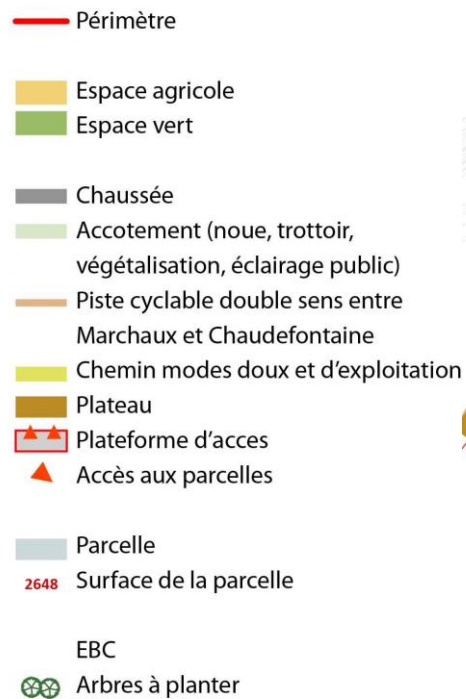 Périmètre
Espace agricole
Espace vert
Chaussée
Accotement (noue, trottoir,
végétalisation, éclairage public)
Piste cyclable double sens entre
Marchaux et Chaudefontaine
Chemin modes doux et d'exploitation
Plateau
Plateforme d'acces
Accès aux parcelles
Parcelle
2648 Surface de la parcelle
EBC
Arbres à planter